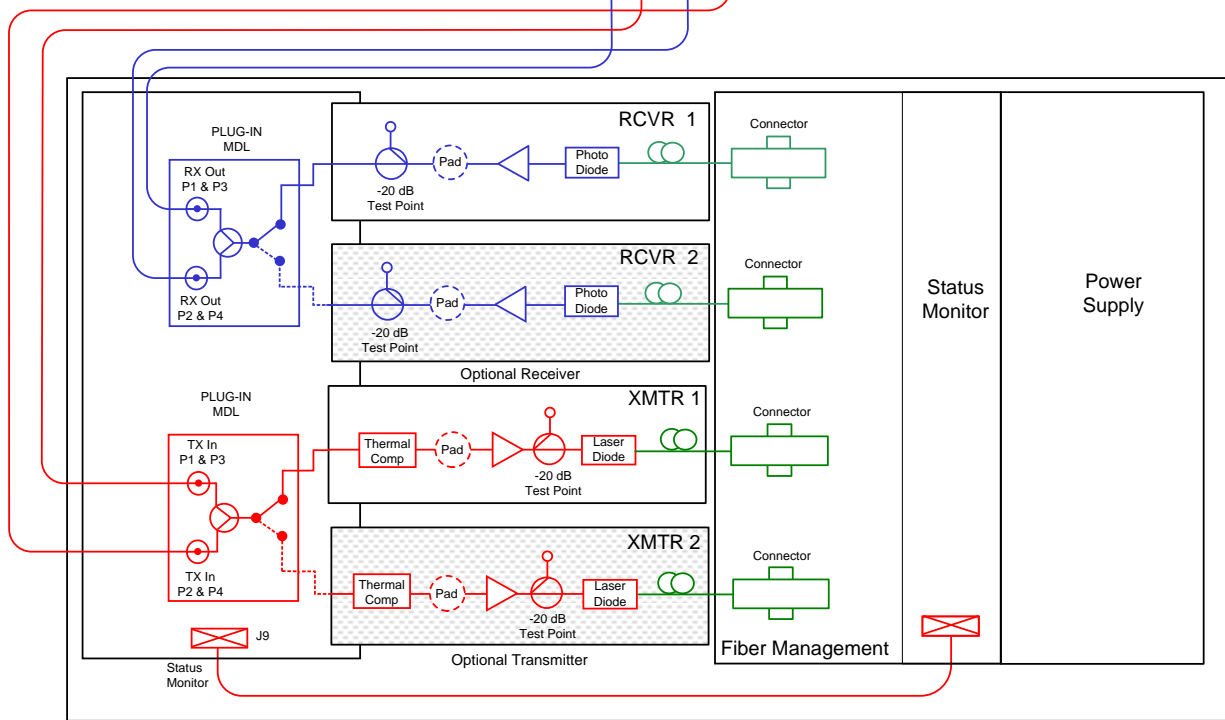 PLUG-IN
MDL
RX Out
P1 & P3
RX Out
P2 & P4
RCVR 1
-20 dB
Test Point
Pad
Photo
Diode
Connector
RCVR 2
-20 dB
Test Point
Pad
Photo
Diode
Connector
Optional Receiver
PLUG-IN
MDL
TX In
P1 & P3
TX In
P2 & P4
XMTR 1
Thermal
Comp
Pad
-20 dB
Test Point
Laser
Diode
Connector
XMTR 2
Thermal
Comp
Pad
-20 dB
Test Point
Laser
Diode
Connector
Optional Transmitter
J9
Status
Monitor
Fiber Management
Status
Monitor
Power
Supply